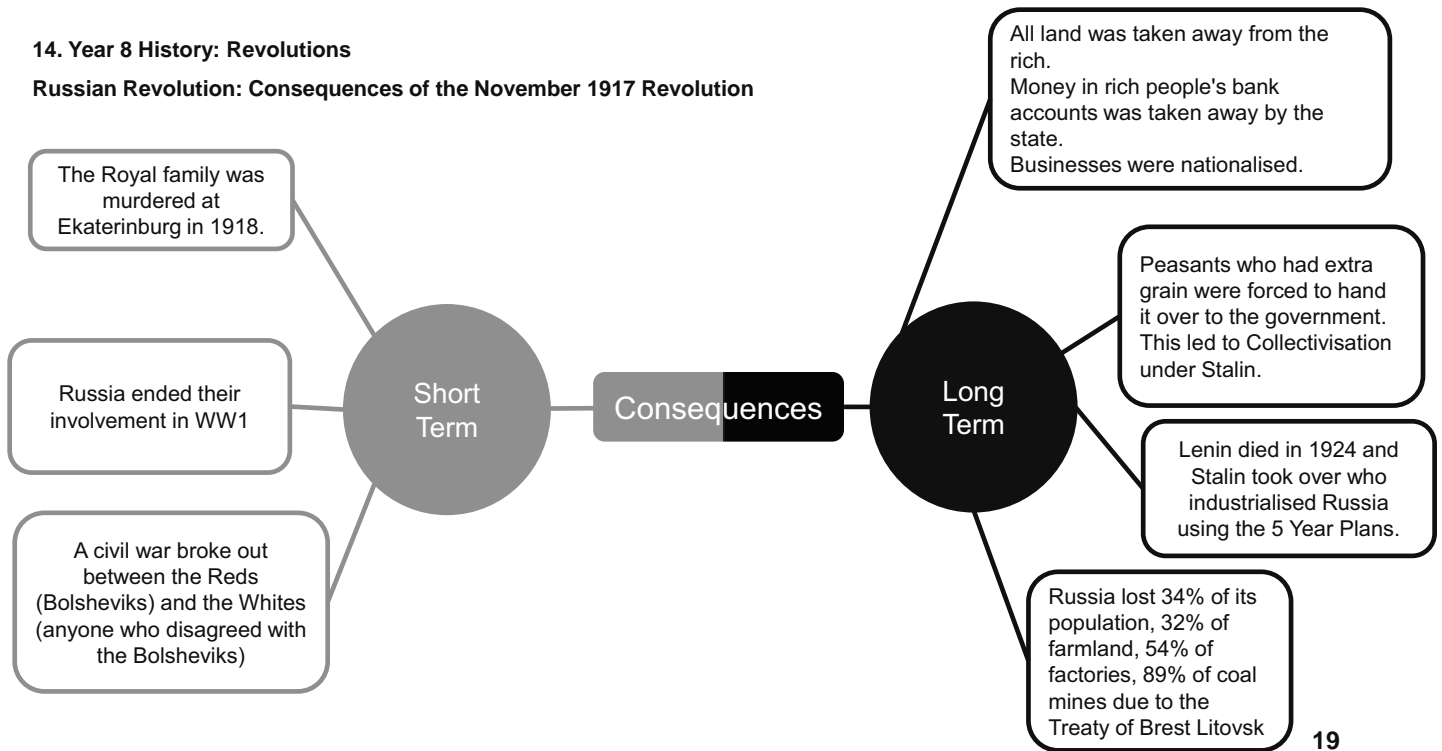 14. Year 8 History: Revolutions
Russian Revolution: Consequences of the November 1917 Revolution
The Royal family was
murdered at
Ekaterinburg in 1918.
Russia ended their
involvement in WW1
A civil war broke out
between the Reds
(Bolsheviks) and the Whites
(anyone who disagreed with
the Bolsheviks)
Short
Term
Consequences
Long
Term
All land was taken away from the
rich.
Money in rich people's bank
accounts was taken away by the
state.
Businesses were nationalised.
Peasants who had extra
grain were forced to hand
it over to the government.
This led to Collectivisation
under Stalin.
Lenin died in 1924 and
Stalin took over who
industrialised Russia
using the 5 Year Plans.
Russia lost 34% of its
population, 32% of
farmland, 54% of
factories, 89% of coal
mines due to the
Treaty of Brest Litovsk
19